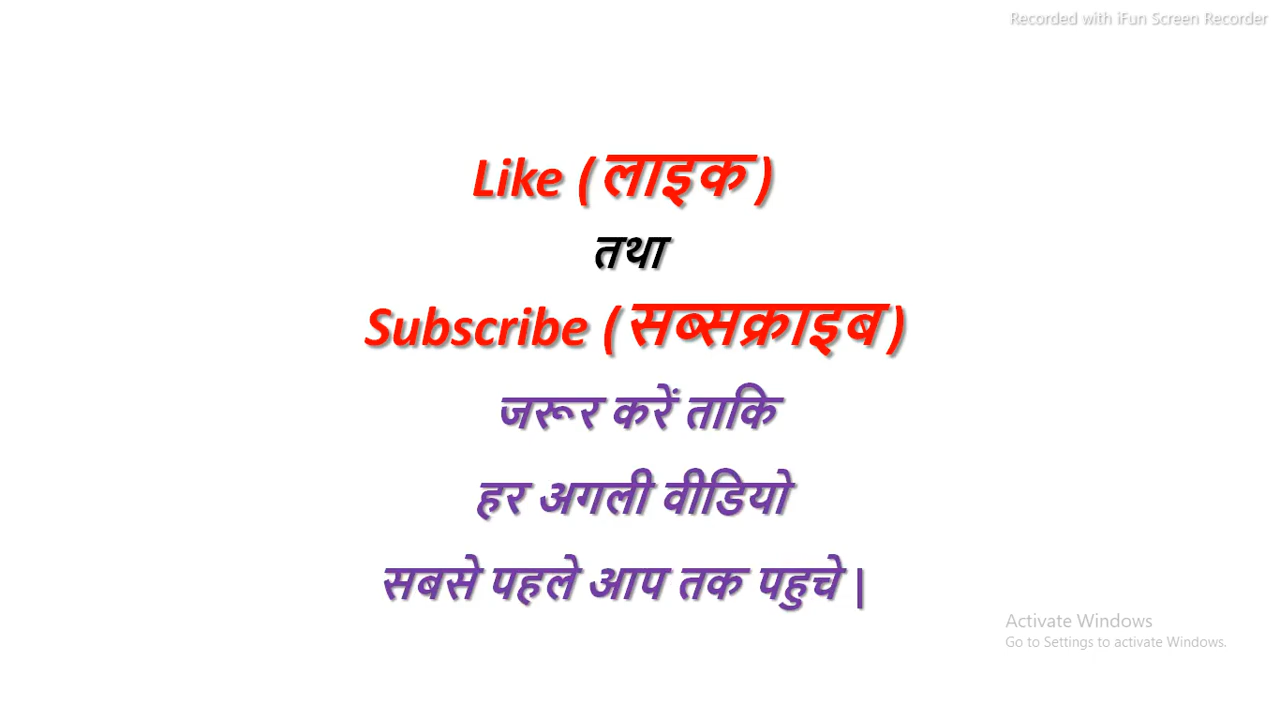 Recorded with iFun Screen Recorder
Like (लाइक)
तथा
Subscribe (सब्सक्राइब)
जरूर करें ताकि
हर अगली वीडियो
सबसे पहले आप तक पहुचे |
Activate Windows
Go to Settings to activate Windows.